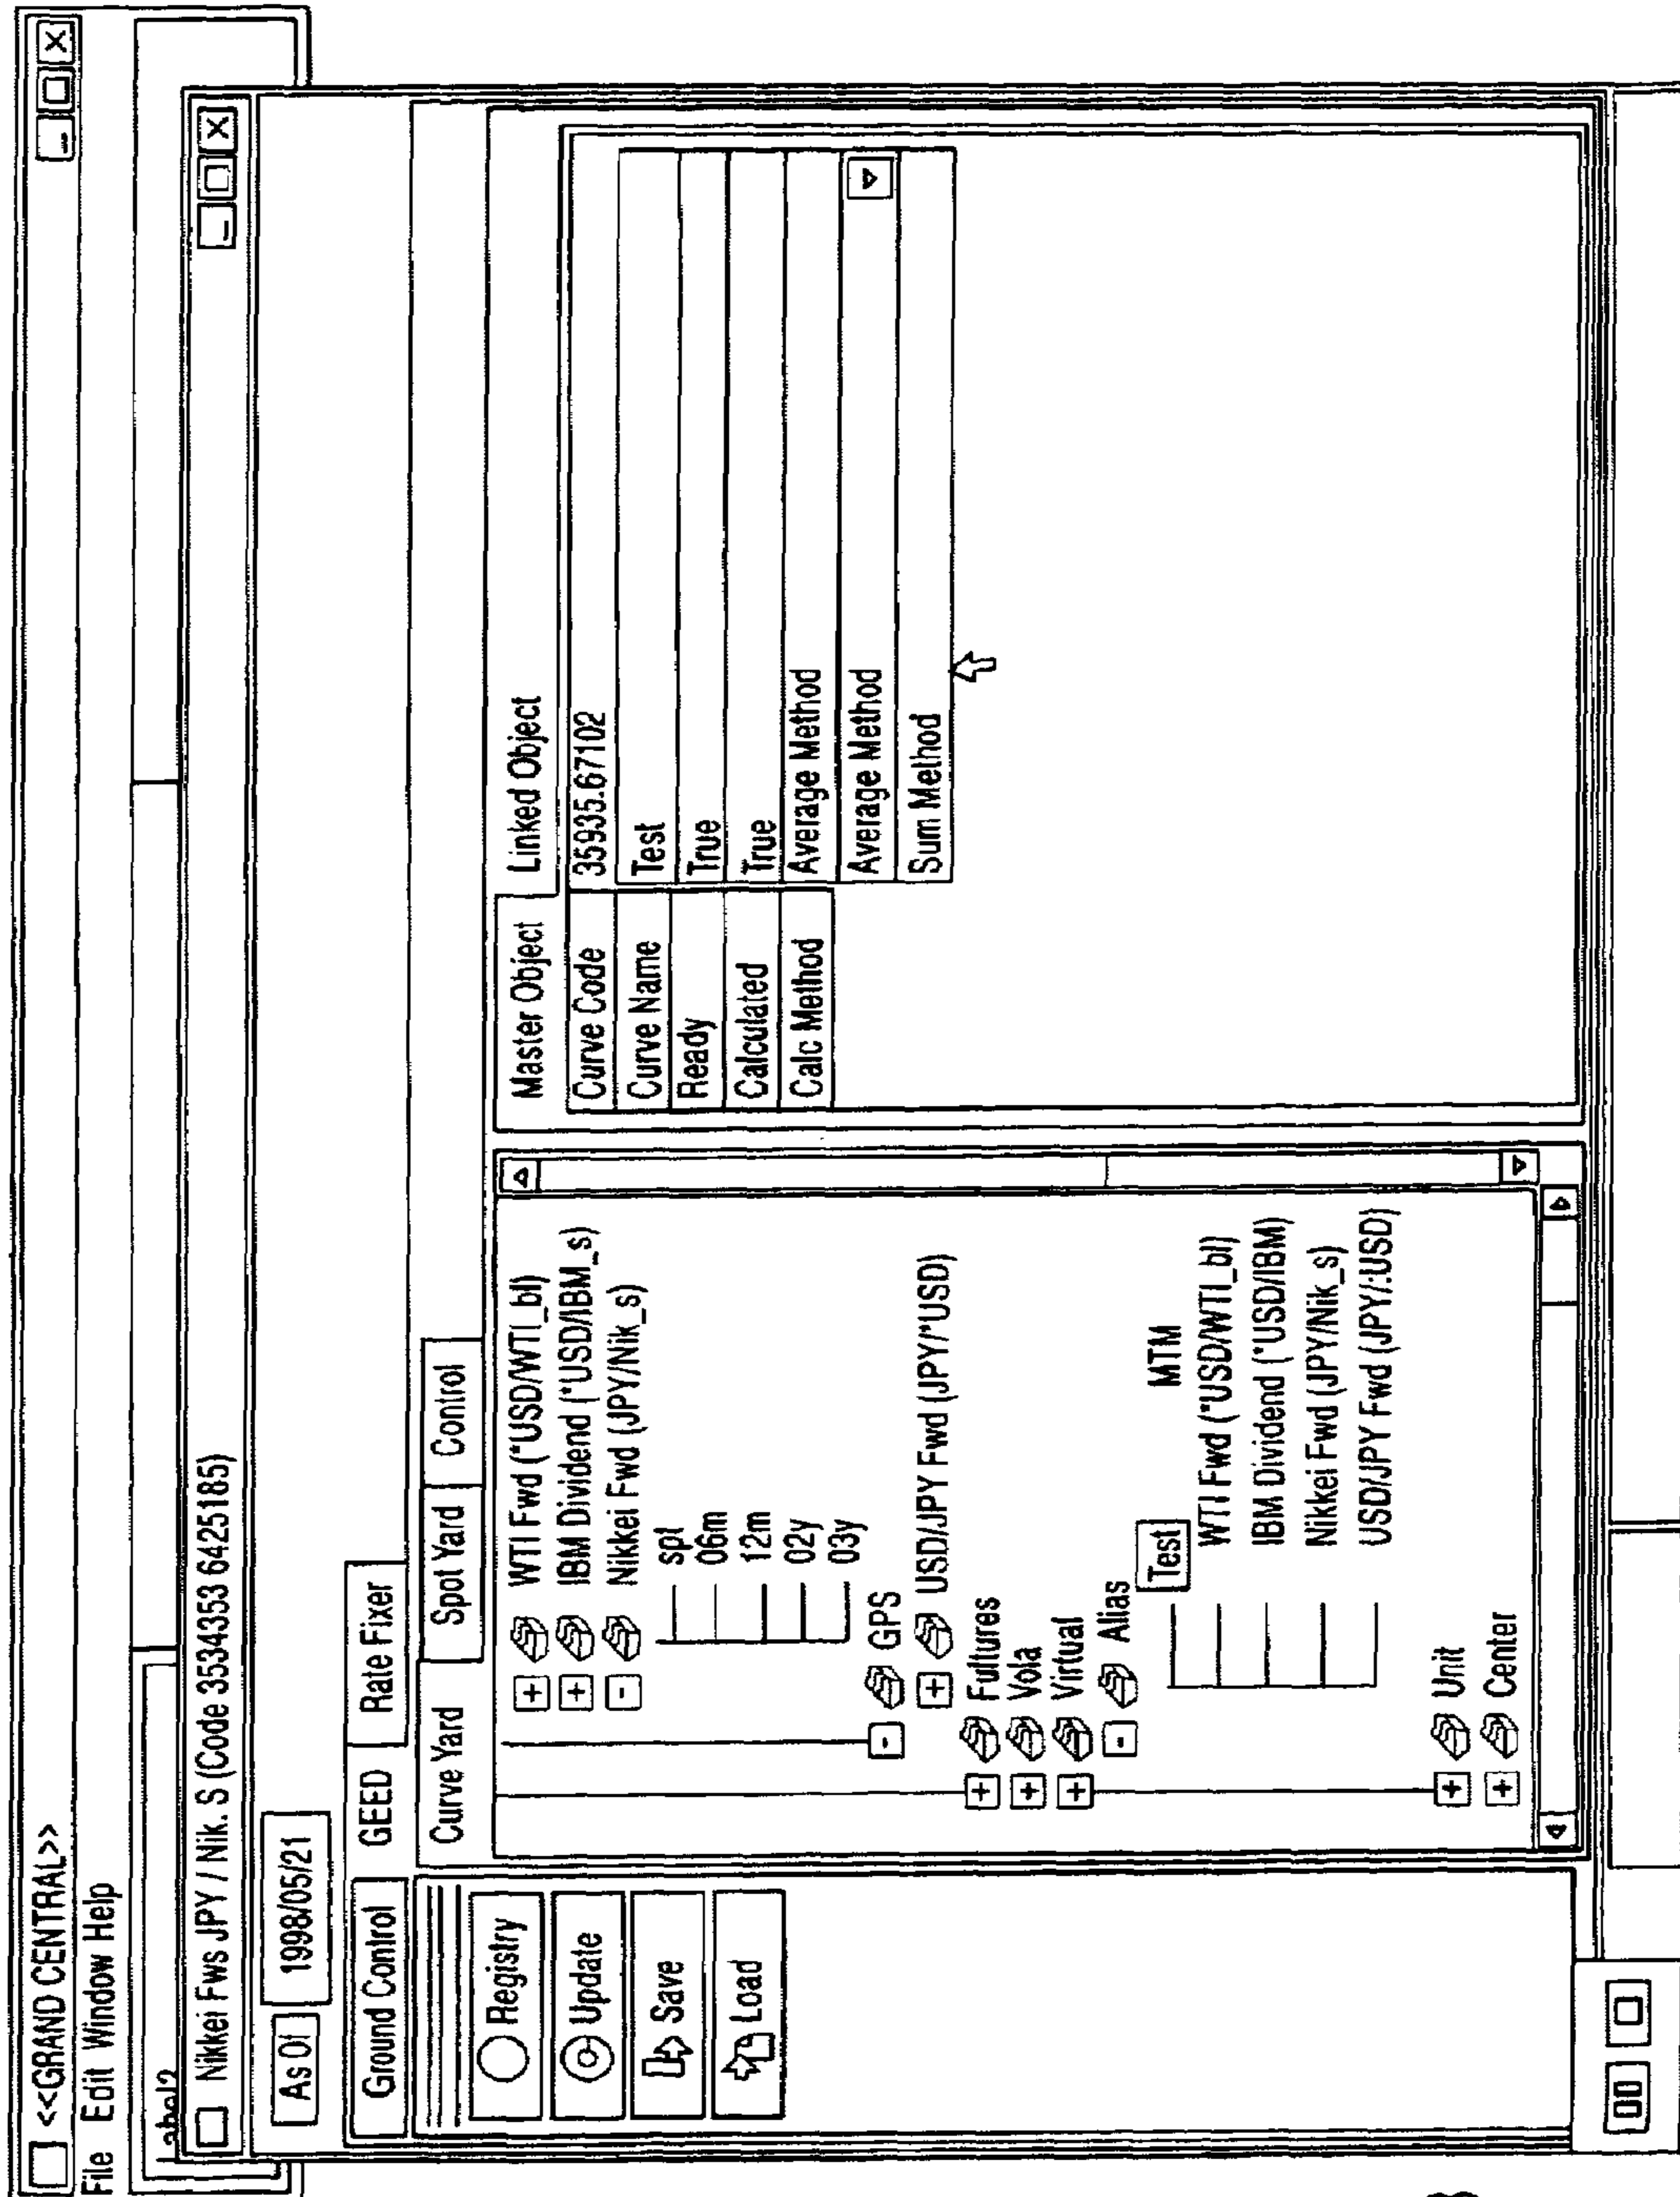 <<GRAND CENTRAL>>
File Edit Window Help
Label2
Nikkei Fws JPY / Nik. S (Code 3534353 6425185)
As Of 1998/05/21
Ground Control
Registry
Update
Save
Load
GEED Rate Fixer
Curve Yard Spot Yard Control
WTI Fwd (*USD/WTI_bl)
IBM Dividend (*USD/IBM_s)
Nikkei Fwd (JPY/Nik_s)
spt
06m
12m
02y
03y
GPS
USD/JPY Fwd (JPY/*USD)
Fultures
Vola
Virtual
Alias
Test MTM
WTI Fwd (*USD/WTI_bl)
IBM Dividend (*USD/IBM)
Nikkei Fwd (JPY/Nik_s)
USD/JPY Fwd (JPY/:USD)
Unit
Center
Master Object Linked Object
Curve Code 35935.67102
Curve Name Test
Ready True
Calculated True
Calc Method Average Method
Average Method
Sum Method